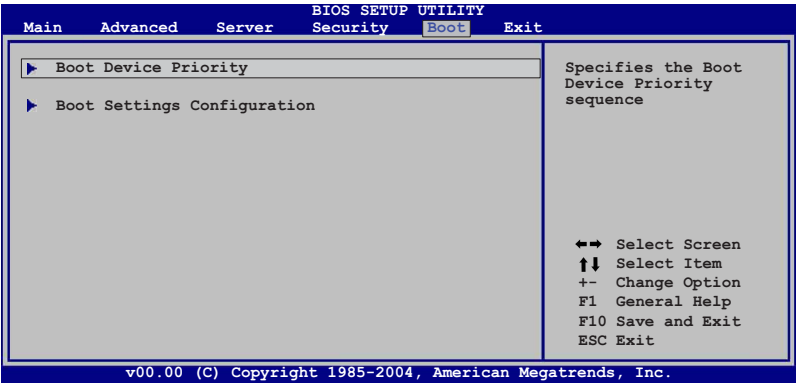 BIOS SETUP UTILITY
Main Advanced Server Security Boot Exit
Boot Device Priority
Boot Settings Configuration
Specifies the Boot
Device Priority
sequence
Select Screen
Select Item
+- Change Option
F1 General Help
F10 Save and Exit
ESC Exit
v00.00 (C) Copyright 1985-2004, American Megatrends, Inc.